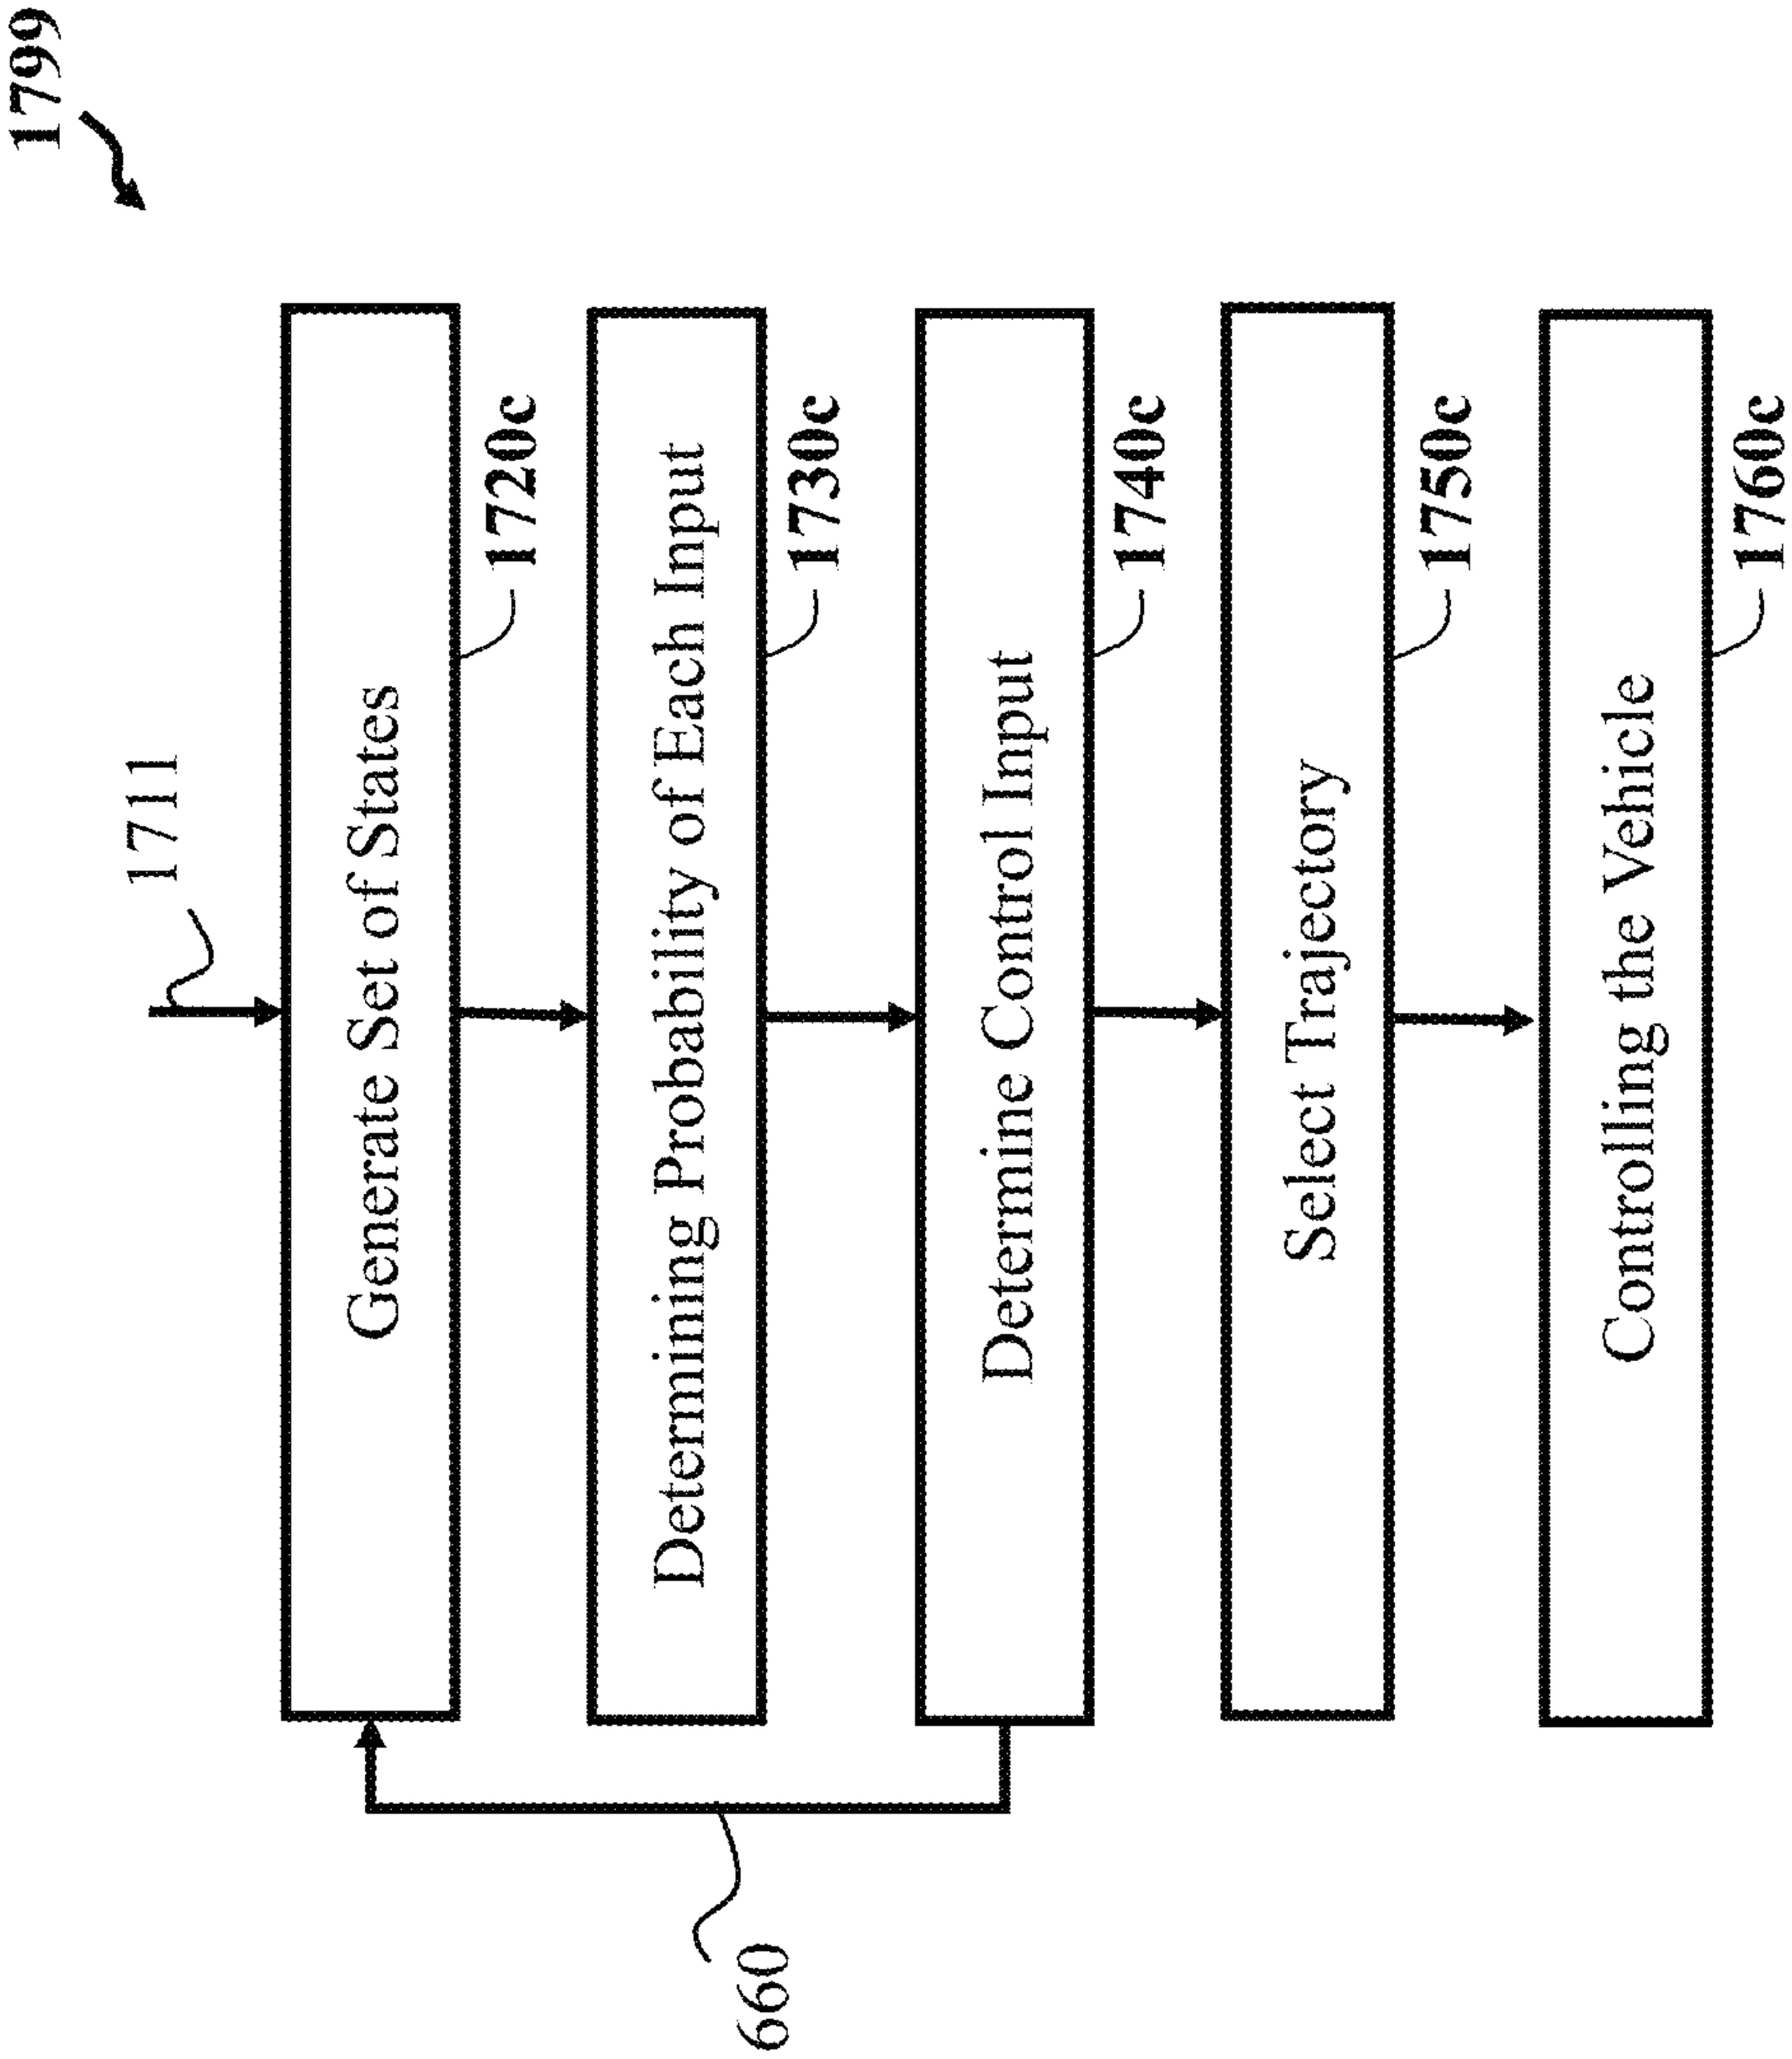 1799
1711
Generate Set of States
1720c
Determining Probability of Each Input
1730c
660
Determine Control Input
1740c
Select Trajectory
1750c
Controlling the Vehicle
1760c